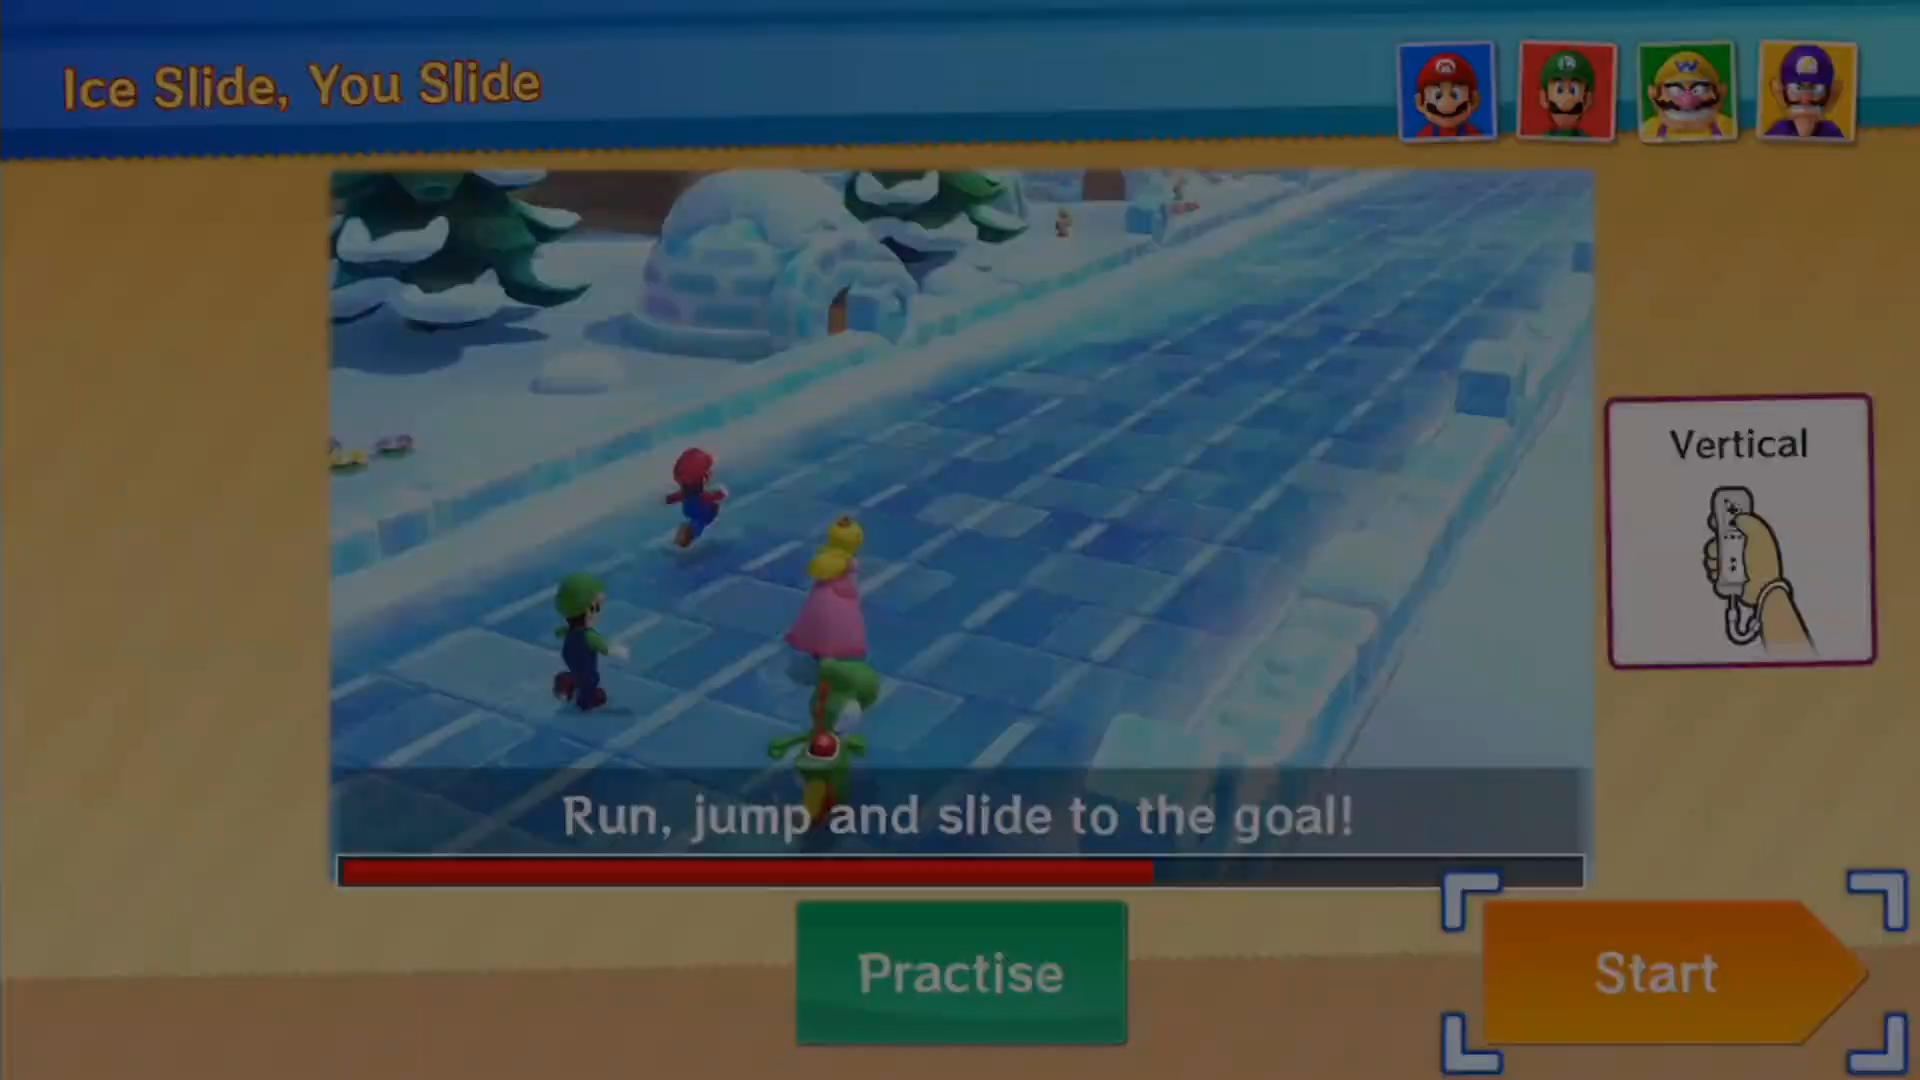 Ice Slide, You Slide
Vertical
Run, jump and slide to the goal!
Practise
Start